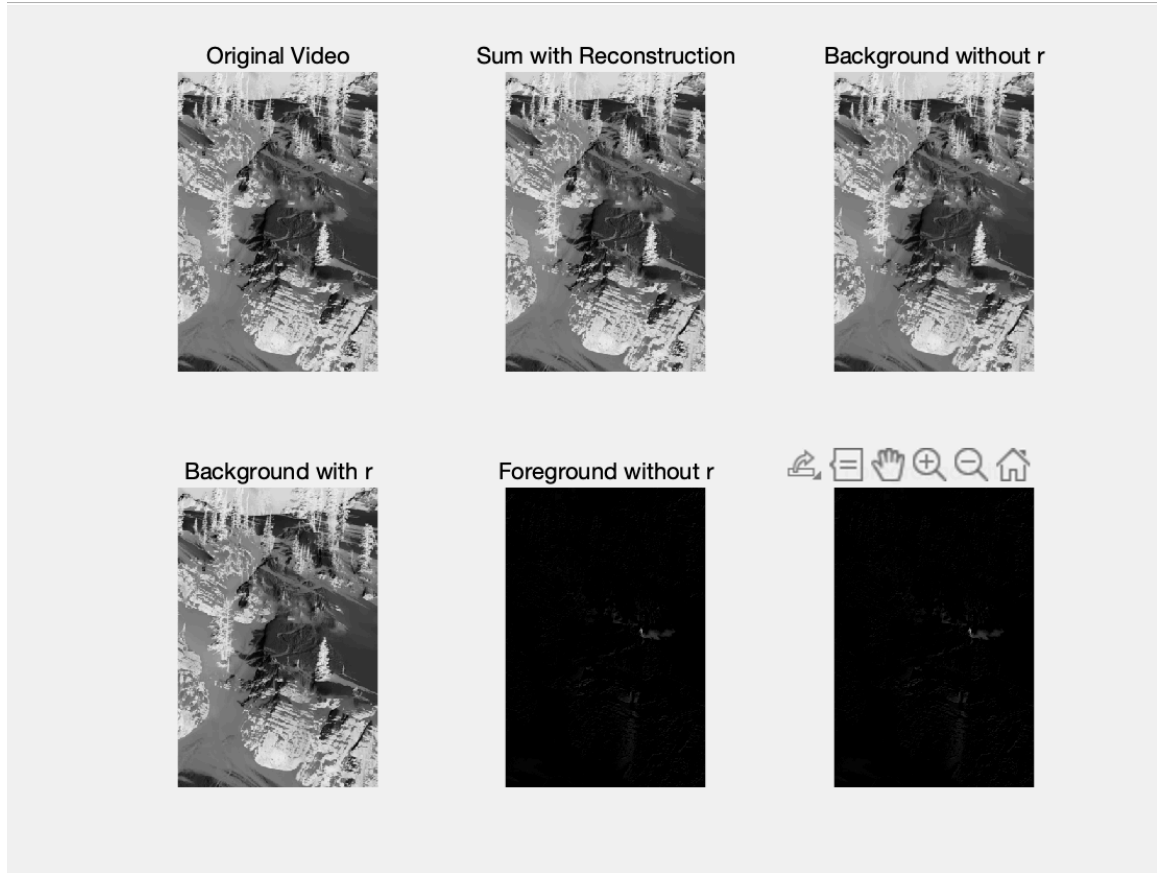 Original Video
Sum with Reconstruction
Background without r
Background with r
Foreground without r